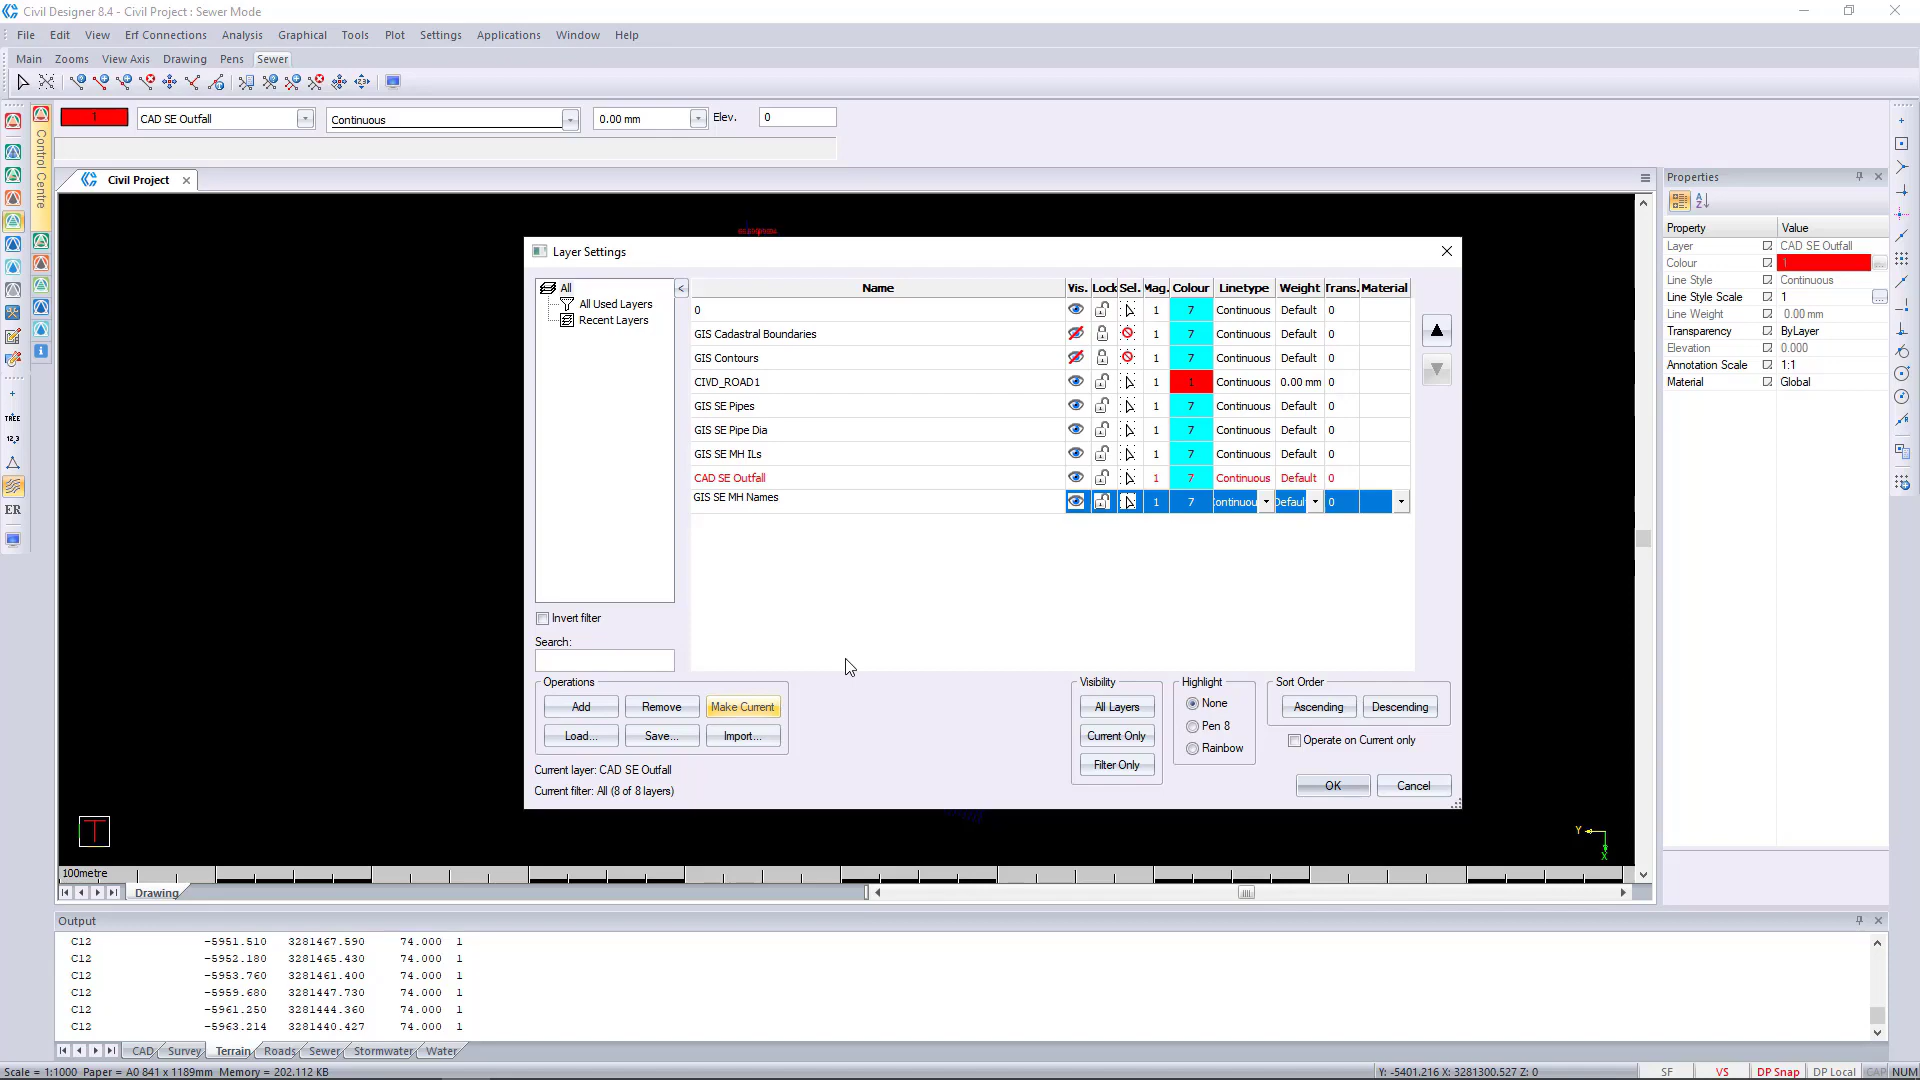 Civil Designer 8.4 - Civil Project : Sewer Mode
File Edit View Erf Connections Analysis Graphical Tools Plot Settings Applications Window Help
Main Zooms View Axis Drawing Pens Sewer
1 CAD SE Outfall Continuous 0.00 mm Elev. 0
Control Centre
Civil Project
Properties
Property Value
Layer CAD SE Outfall
Colour 1
Line Style Continuous
Line Style Scale 1
Line Weight 0.00 mm
Transparency ByLayer
Elevation 0.000
Annotation Scale 1:1
Material Global
Layer Settings
All
All Used Layers
Recent Layers
Name Vis. Lock Sel. Mag. Colour Linetype Weight Trans. Material
0 1 7 Continuous Default 0
GIS Cadastral Boundaries 1 7 Continuous Default 0
GIS Contours 1 7 Continuous Default 0
CIVD_ROAD1 1 1 Continuous 0.00 mm 0
GIS SE Pipes 1 7 Continuous Default 0
GIS SE Pipe Dia 1 7 Continuous Default 0
GIS SE MH ILs 1 7 Continuous Default 0
CAD SE Outfall 1 7 Continuous Default 0
GIS SE MH Names 1 7 Continuou Defaul 0
Invert filter
Search:
Operations
Add Remove Make Current
Load... Save... Import...
Current layer: CAD SE Outfall
Current filter: All (8 of 8 layers)
Visibility
All Layers
Current Only
Filter Only
Highlight
None
Pen 8
Rainbow
Sort Order
Ascending Descending
Operate on Current only
OK Cancel
TREE
1
2,3
ER
T
Y
X
100metre
Drawing
Output
C12 -5951.510 3281467.590 74.000 1
C12 -5952.180 3281465.430 74.000 1
C12 -5953.760 3281461.400 74.000 1
C12 -5959.680 3281447.730 74.000 1
C12 -5961.250 3281444.360 74.000 1
C12 -5963.214 3281440.427 74.000 1
CAD Survey Terrain Roads Sewer Stormwater Water
Scale = 1:1000 Paper = A0 841 x 1189mm Memory = 202.112 KB Y: -5401.216 X: 3281300.527 Z: 0 SF VS DP Snap DP Local CAP NUM